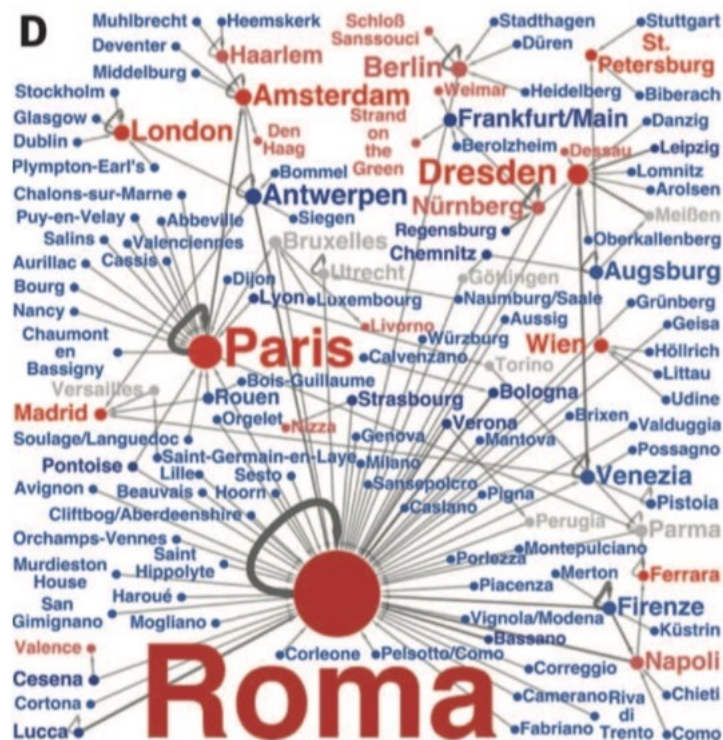 D
Muhlbrecht
Heemskerk
Schloß
Sanssouci
Stadthagen
Stuttgart
Deventer
Haarlem
Düren
St.
Petersburg
Middelburg
Berlin
Stockholm
Amsterdam
Weimar
Heidelberg
Biberach
Glasgow
London
Den
Haag
Strand
on
the
Green
Frankfurt/Main
Danzig
Dublin
Berolzheim
Dessau
Leipzig
Plympton-Earl's
Bommel
Dresden
Lomnitz
Chalons-sur-Marne
Antwerpen
Nürnberg
Arolsen
Puy-en-Velay
Abbeville
Siegen
Regensburg
Meißen
Salins
Valenciennes
Bruxelles
Chemnitz
Oberkallenberg
Aurillac
Cassis
Utrecht
Göttingen
Augsburg
Bourg
Dijon
Lyon
Luxembourg
Naumburg/Saale
Grünberg
Nancy
Livorno
Aussig
Geisa
Chaumont
en
Bassigny
Paris
Würzburg
Wien
Calvenzano
Höllrich
Torino
Littau
Versailles
Bois-Guillaume
Rouen
Strasbourg
Bologna
Udine
Madrid
Orgelet
Nizza
Verona
Brixen
Valduggia
Soulage/Languedoc
Genova
Mantova
Possagno
Pontoise
Saint-Germain-en-Laye
Milano
Lille
Sesto
Venezia
Avignon
Beauvais
Hoorn
Sansepolcro
Pigna
Pistoia
Cliftbog/Aberdeenshire
Caslano
Perugia
Parma
Orchamps-Vennes
Saint
Hippolyte
Montepulciano
Murdieston
House
Porlezza
Merton
Ferrara
Haroué
Piacenza
Firenze
San
Gimignano
Mogliano
Vignola/Modena
Küstrin
Bassano
Valence
Corleone
Pelsotto/Como
Correggio
Napoli
Cesena
Roma
Camerano
Riva
di
Trento
Chieti
Cortona
Lucca
Fabriano
Como